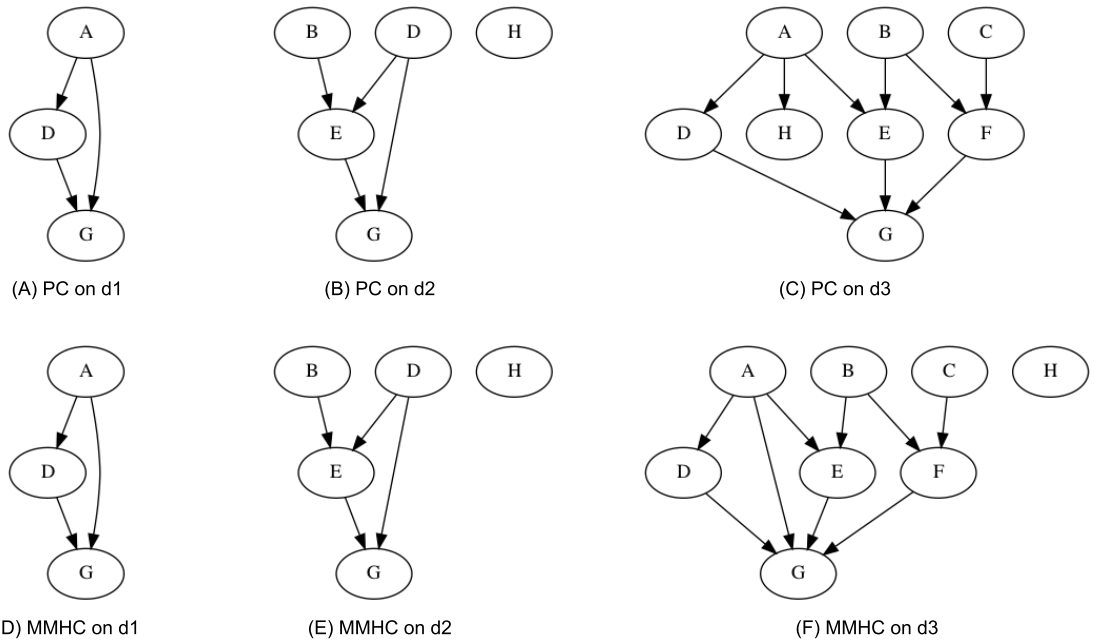 A
B D H
A B C
D
E
D H E F
G
G
G
(A) PC on d1
(B) PC on d2
(C) PC on d3
A
B D H
A B C H
D
E
D E F
G
G
G
D) MMHC on d1
(E) MMHC on d2
(F) MMHC on d3